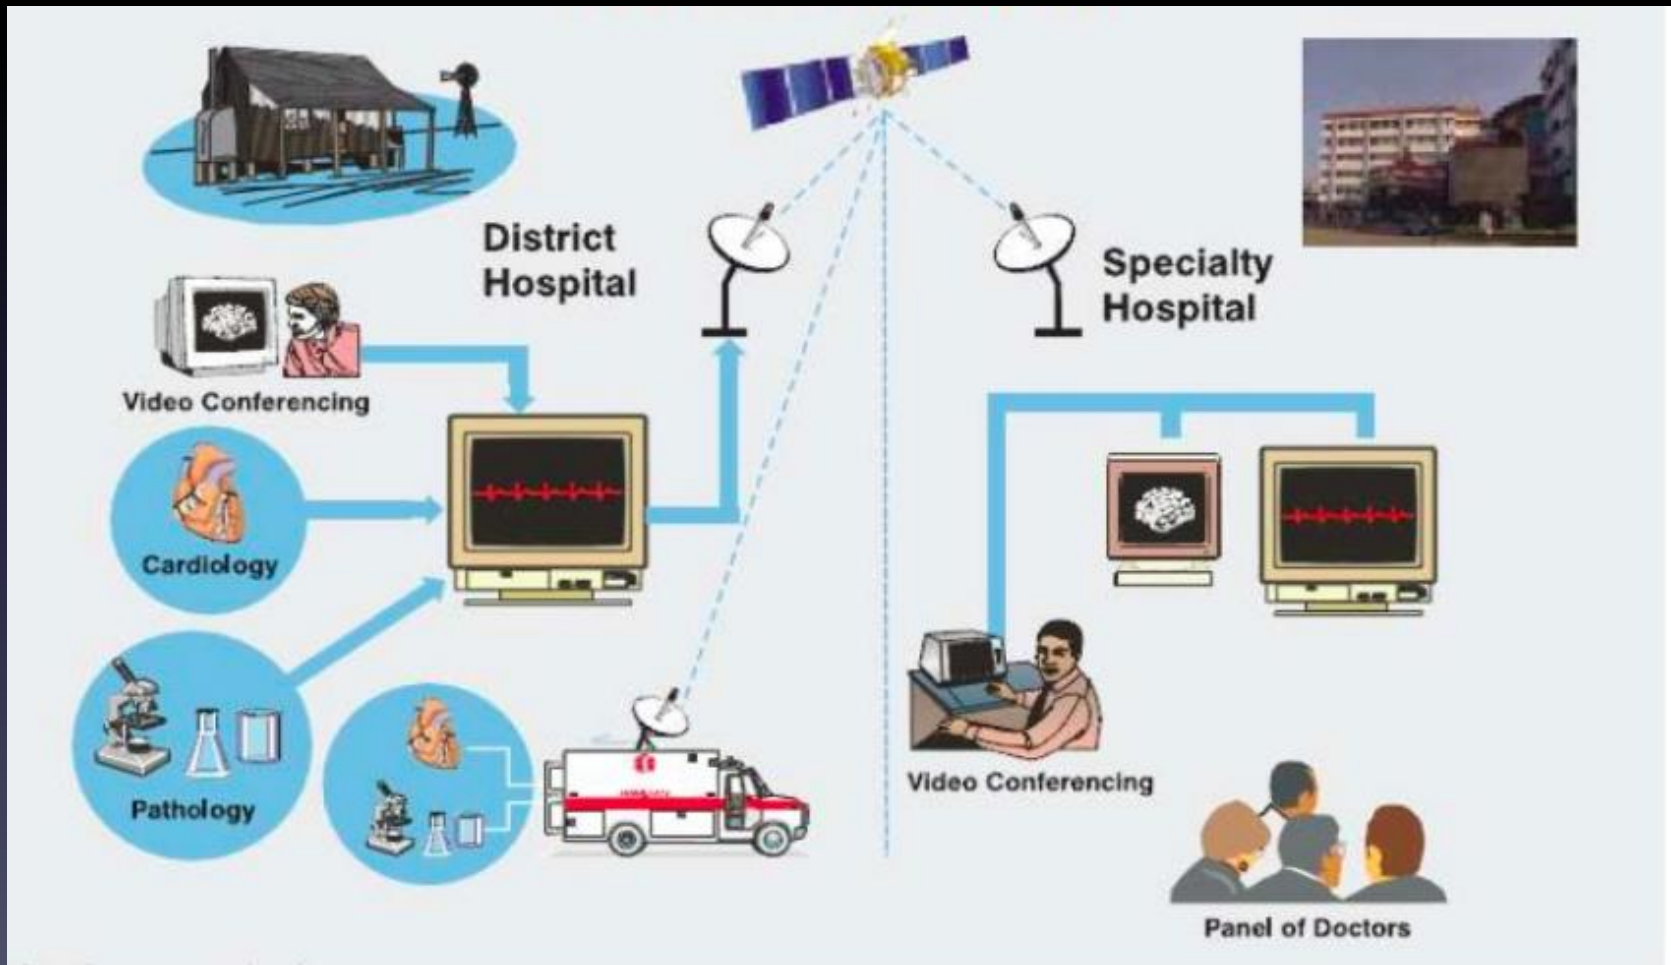 District
Hospital
Specialty
Hospital
Video Conferencing
Cardiology
Pathology
Video Conferencing
Panel of Doctors